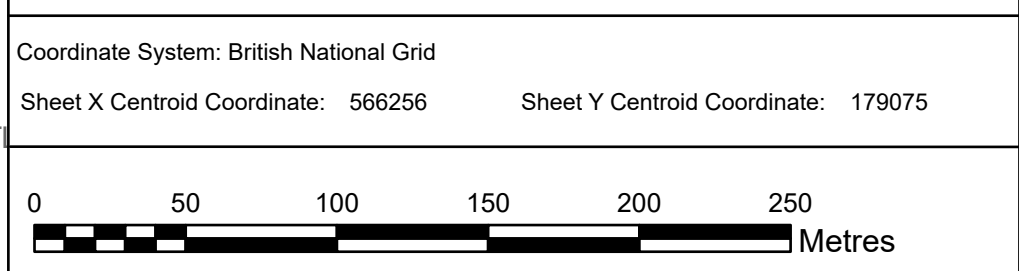 Coordinate System: British National Grid
Sheet X Centroid Coordinate: 566256 Sheet Y Centroid Coordinate: 179075
0 50 100 150 200 250
Metres